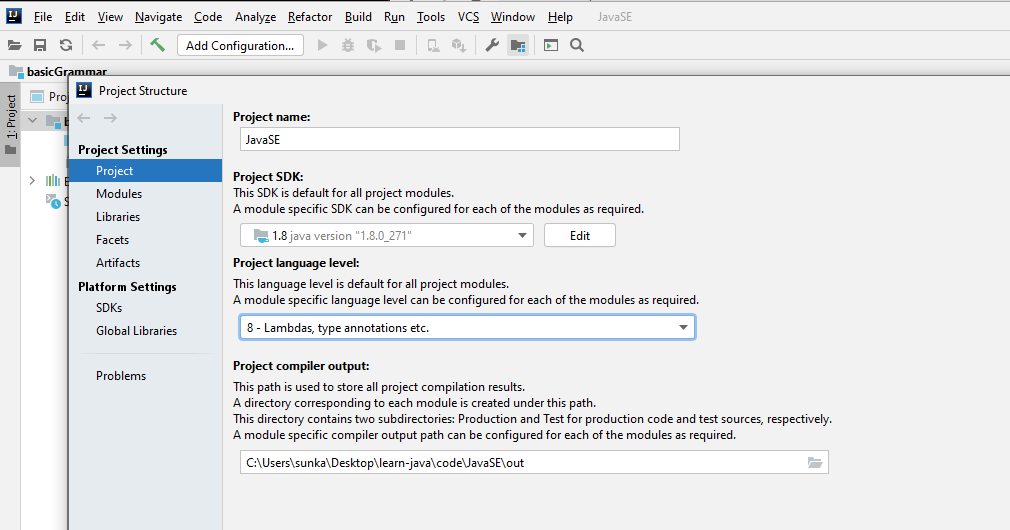 File Edit View Navigate Code Analyze Refactor Build Run Tools VCS Window Help JavaSE
Add Configuration...
basicGrammar
1: Project
Project Structure
Project Settings
Project
Modules
Libraries
Facets
Artifacts
Platform Settings
SDKs
Global Libraries
Problems
Project name:
JavaSE
Project SDK:
This SDK is default for all project modules.
A module specific SDK can be configured for each of the modules as required.
1.8 java version "1.8.0_271"
Edit
Project language level:
This language level is default for all project modules.
A module specific language level can be configured for each of the modules as required.
8 - Lambdas, type annotations etc.
Project compiler output:
This path is used to store all project compilation results.
A directory corresponding to each module is created under this path.
This directory contains two subdirectories: Production and Test for production code and test sources, respectively.
A module specific compiler output path can be configured for each of the modules as required.
C:\Users\sunka\Desktop\learn-java\code\JavaSE\out